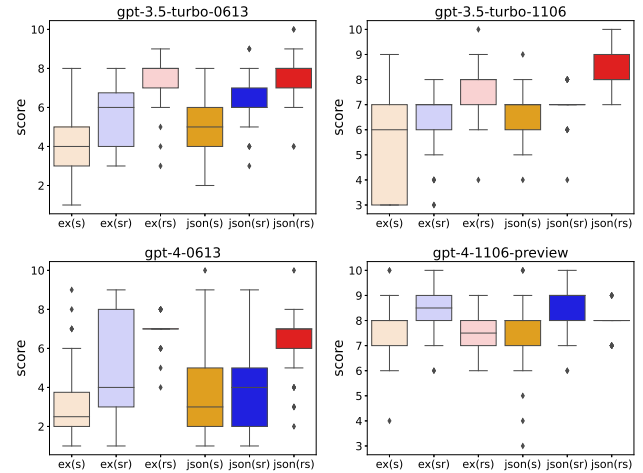 gpt-3.5-turbo-0613
10
8
6
4
2
score
ex(s) ex(sr) ex(rs) json(s) json(sr) json(rs)
gpt-3.5-turbo-1106
10
9
8
7
6
5
4
3
score
ex(s) ex(sr) ex(rs) json(s) json(sr) json(rs)
gpt-4-0613
10
8
6
4
2
score
ex(s) ex(sr) ex(rs) json(s) json(sr) json(rs)
gpt-4-1106-preview
10
9
8
7
6
5
4
3
score
ex(s) ex(sr) ex(rs) json(s) json(sr) json(rs)